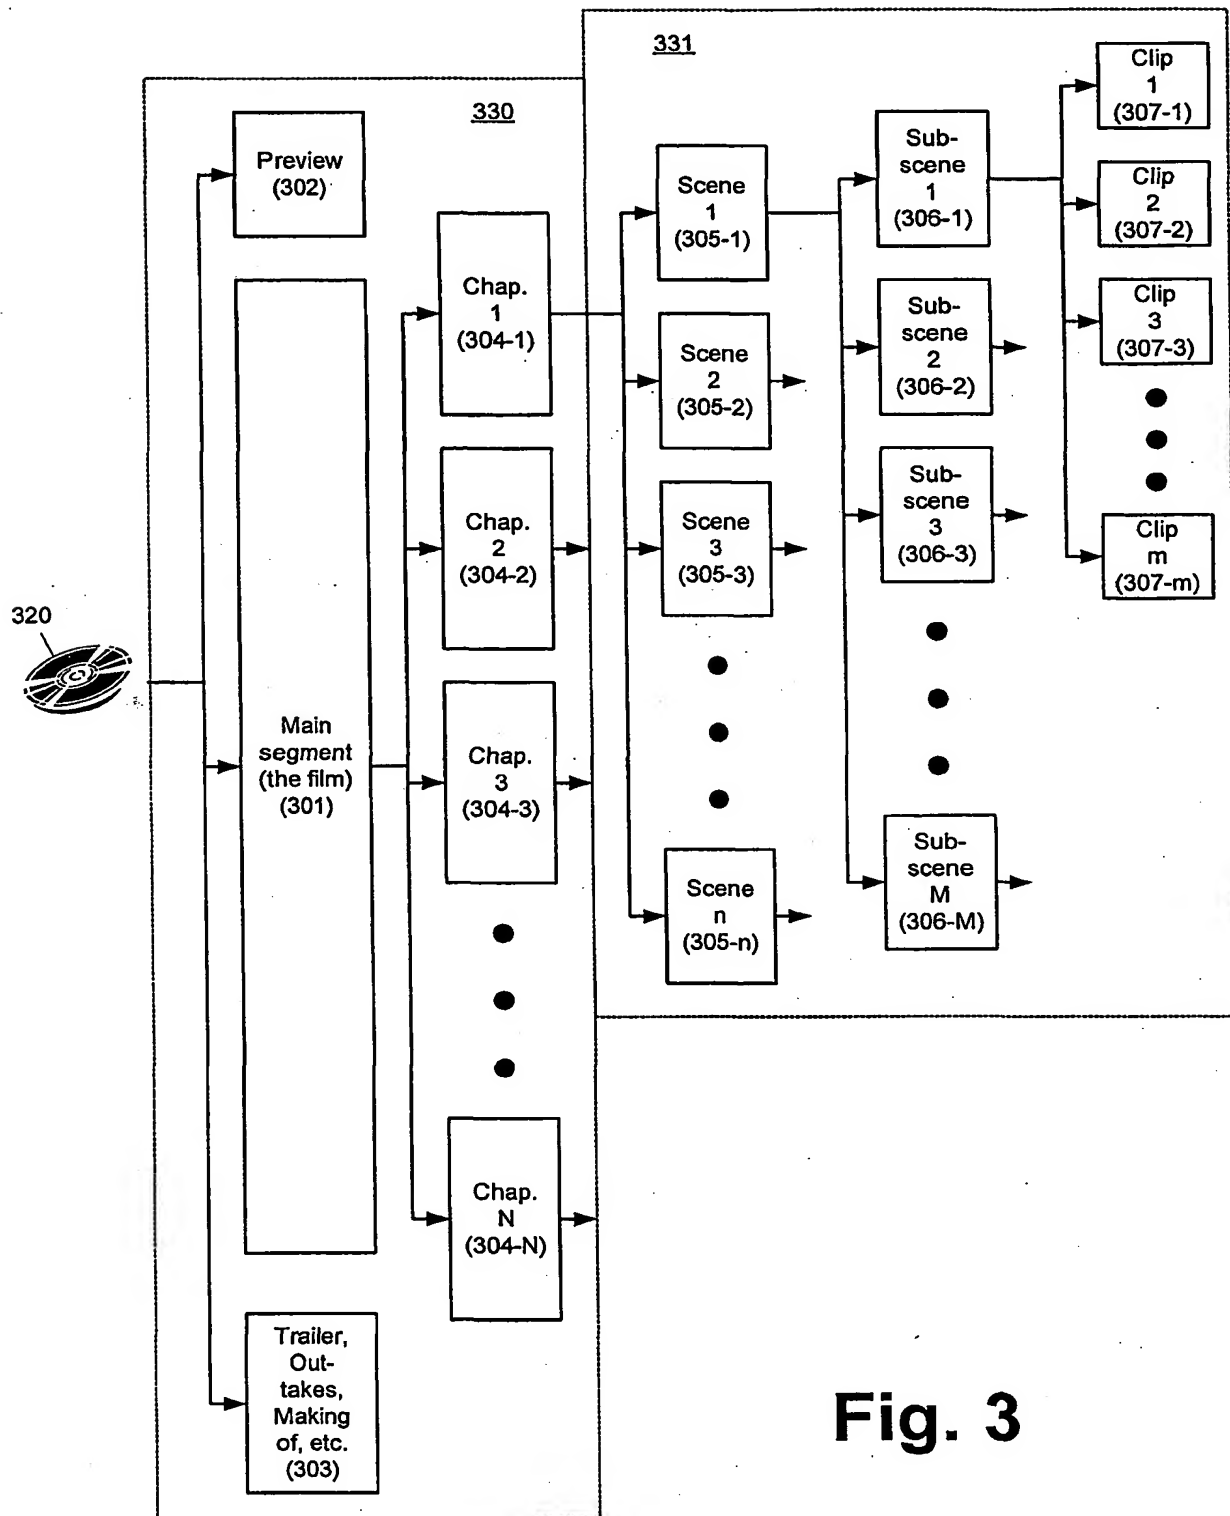 331
330
320
Preview
(302)
Main
segment
(the film)
(301)
Trailer,
Out-
takes,
Making
of, etc.
(303)
Chap.
1
(304-1)
Chap.
2
(304-2)
Chap.
3
(304-3)
Chap.
N
(304-N)
Scene
1
(305-1)
Scene
2
(305-2)
Scene
3
(305-3)
Scene
n
(305-n)
Sub-
scene
1
(306-1)
Sub-
scene
2
(306-2)
Sub-
scene
3
(306-3)
Sub-
scene
M
(306-M)
Clip
1
(307-1)
Clip
2
(307-2)
Clip
3
(307-3)
Clip
m
(307-m)
Fig. 3